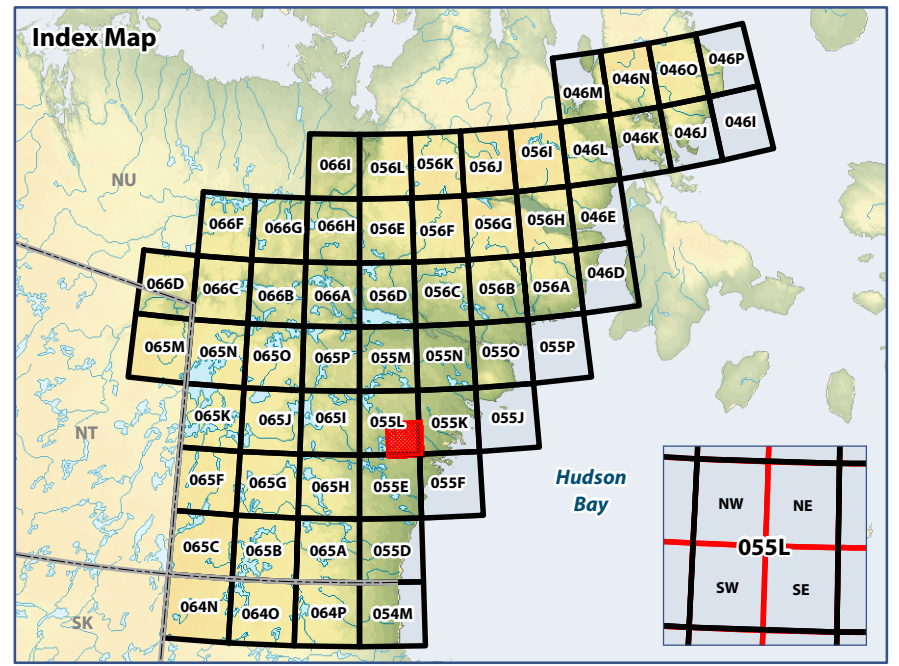 Index Map
046P
046O
046N
046M
046I
046J
046K
046L
056I
056J
056K
056L
066I
NU
066F
066G
066H
056E
056F
056G
056H
046E
066D
066C
066B
066A
056D
056C
056B
056A
046D
065M
065N
065O
065P
055M
055N
055O
055P
065K
065J
065I
055L
055K
055J
NT
065F
065G
065H
055E
055F
Hudson
Bay
065C
065B
065A
055D
SK
064N
064O
064P
054M
NW
NE
055L
SW
SE